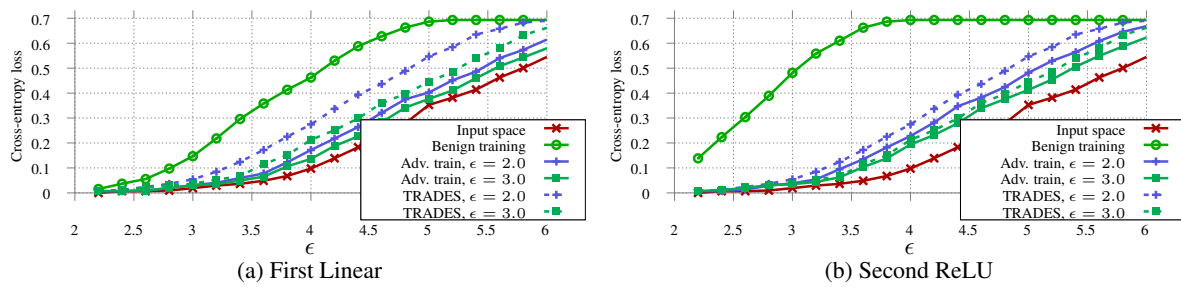 0.7
0.6
0.5
0.4
0.3
0.2
0.1
0
Cross-entropy loss
2
2.5
3
3.5
4
4.5
5
5.5
6
ϵ
Input space
Benign training
Adv. train, ϵ = 2.0
Adv. train, ϵ = 3.0
TRADES, ϵ = 2.0
TRADES, ϵ = 3.0
(a) First Linear
0.7
0.6
0.5
0.4
0.3
0.2
0.1
0
Cross-entropy loss
2
2.5
3
3.5
4
4.5
5
5.5
6
ϵ
Input space
Benign training
Adv. train, ϵ = 2.0
Adv. train, ϵ = 3.0
TRADES, ϵ = 2.0
TRADES, ϵ = 3.0
(b) Second ReLU